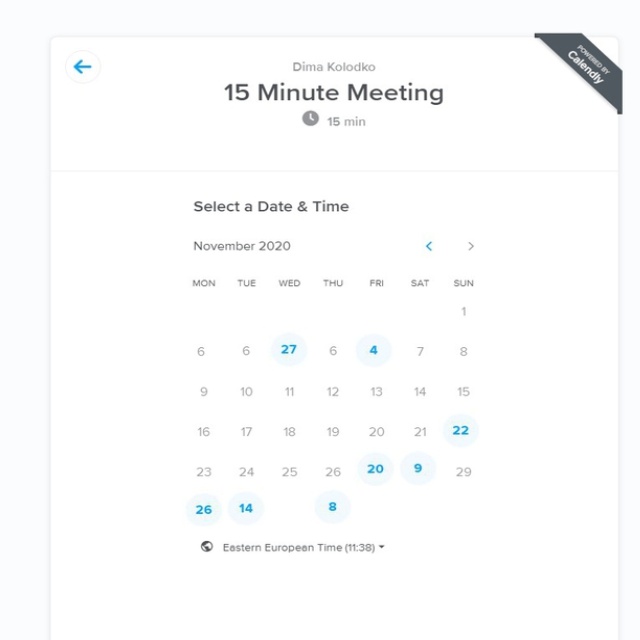 POWERED BY
Calendly
Dima Kolodko
15 Minute Meeting
15 min
Select a Date & Time
November 2020
MON TUE WED THU FRI SAT SUN
1
6 6 27 6 4 7 8
9 10 11 12 13 14 15
16 17 18 19 20 21 22
23 24 25 26 20 9 29
26 14 8
Eastern European Time (11:38)